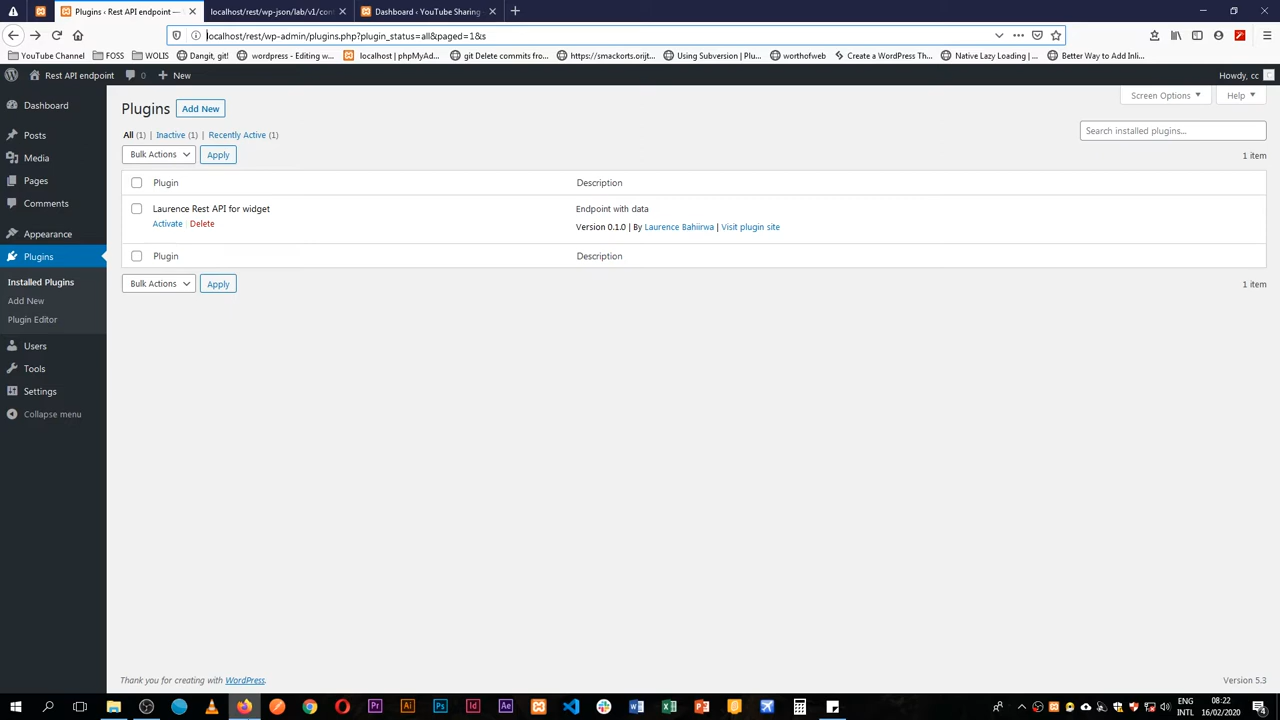 Plugins ‹ Rest API endpoint —
localhost/rest/wp-json/lab/v1/con
Dashboard ‹ YouTube Sharing
localhost/rest/wp-admin/plugins.php?plugin_status=all&paged=1&s
YouTube Channel
FOSS
WOLIS
Dangit, git!
wordpress - Editing w...
localhost | phpMyAd...
git Delete commits fro...
https://smackorts.orijt...
Using Subversion | Plu...
worthofweb
Create a WordPress Th...
Native Lazy Loading | ...
Better Way to Add Inli...
Rest API endpoint
0
New
Howdy, cc
Dashboard
Posts
Media
Pages
Comments
Appearance
Plugins
Installed Plugins
Add New
Plugin Editor
Users
Tools
Settings
Collapse menu
Plugins
Add New
Screen Options
Help
All (1) | Inactive (1) | Recently Active (1)
Search installed plugins...
Bulk Actions
Apply
1 item
Plugin
Description
Laurence Rest API for widget
Endpoint with data
Activate | Delete
Version 0.1.0 | By Laurence Bahiirwa | Visit plugin site
Plugin
Description
Bulk Actions
Apply
1 item
Thank you for creating with WordPress.
Version 5.3
Pr
Ai
Ps
Id
Ae
ENG
INTL
08:22
16/02/2020